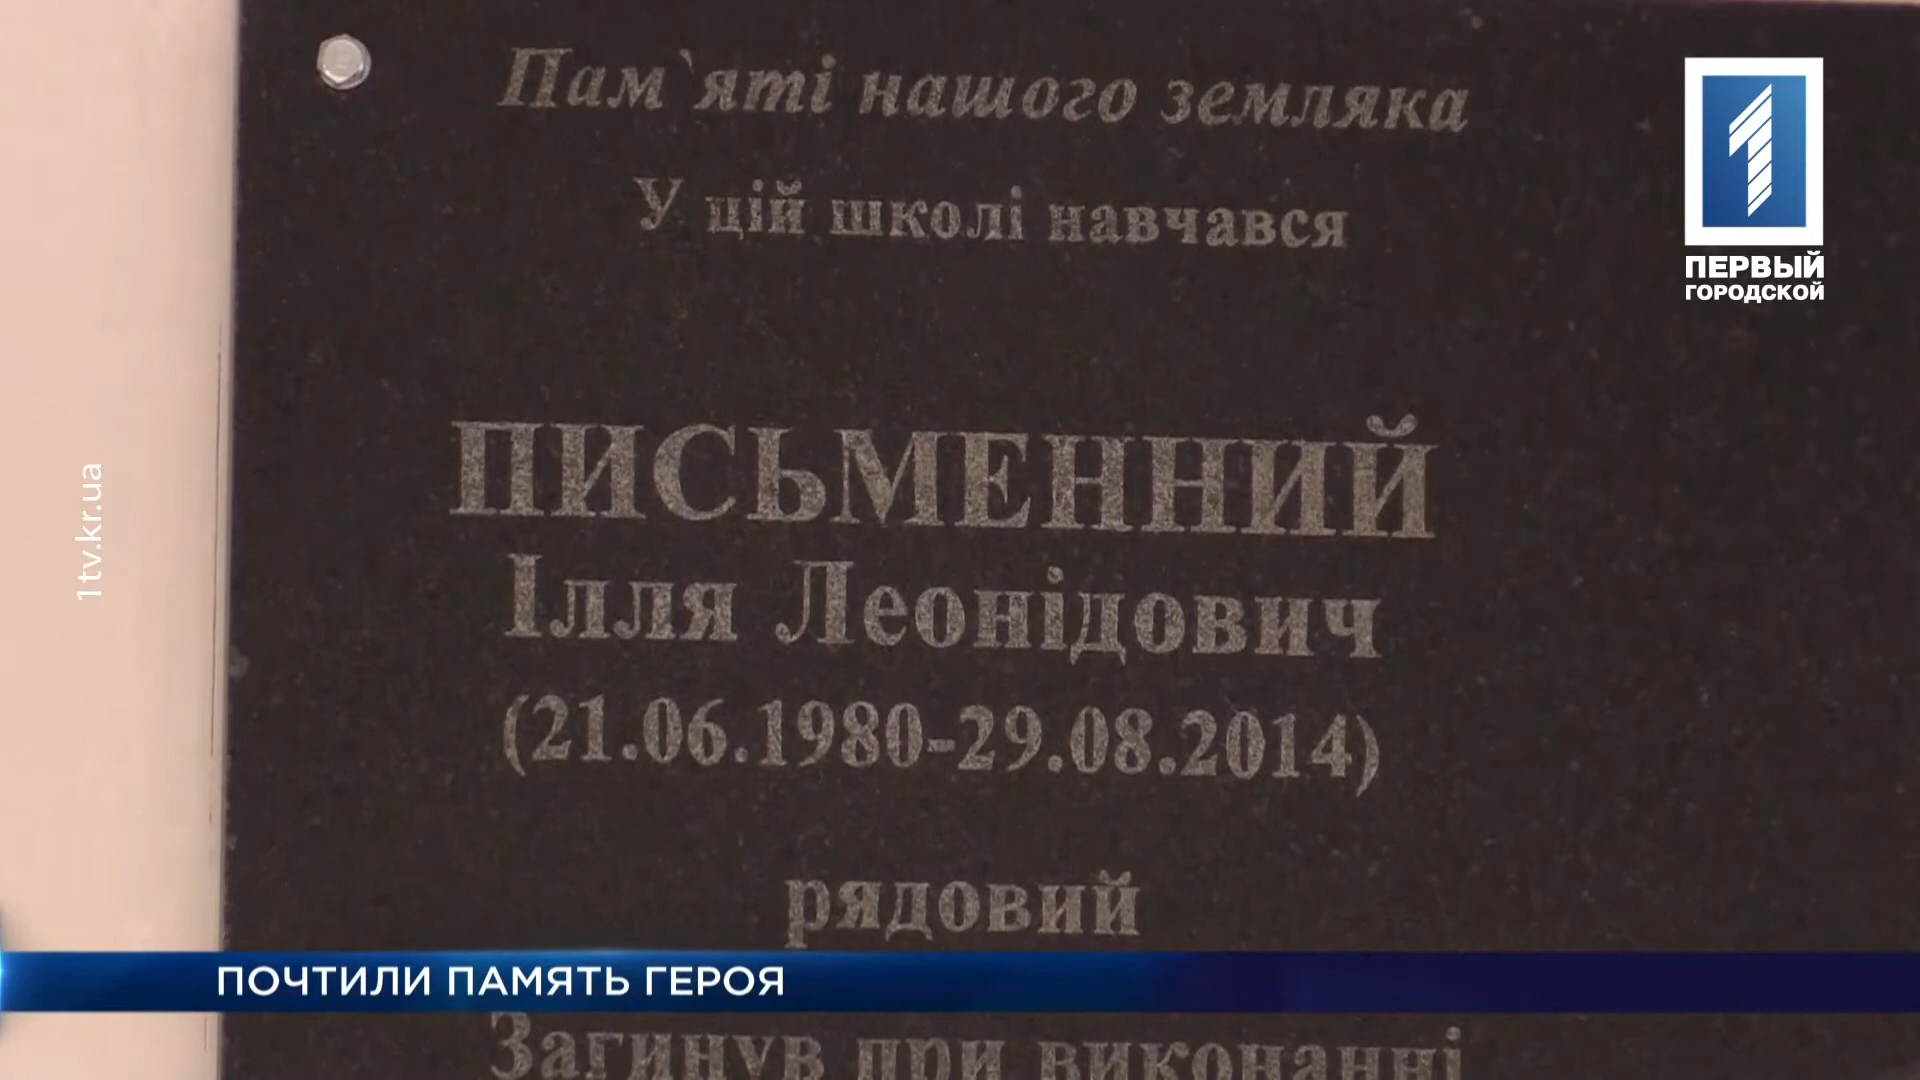 Пам`яті нашого земляка
У цій школі навчався
ПИСЬМЕННИЙ
Ілля Леонідович
(21.06.1980-29.08.2014)
рядовий
Загинув при виконанні
ПОЧТИЛИ ПАМЯТЬ ГЕРОЯ
1
ПЕРВЫЙ
ГОРОДСКОЙ
1tv.kr.ua